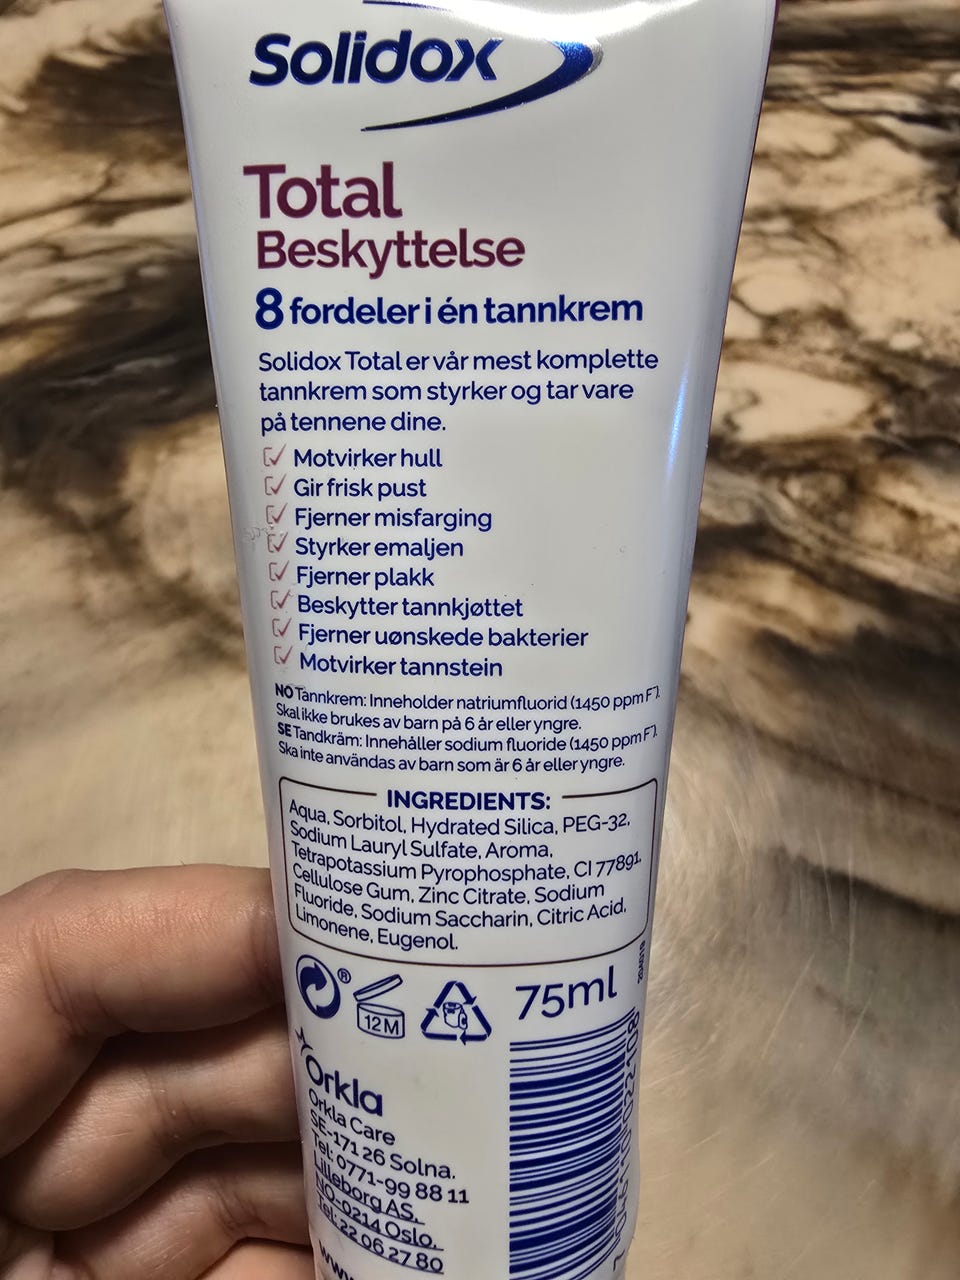 Solidox
Total
Beskyttelse
8 fordeler i én tannkrem
Solidox Total er vår mest komplette
tannkrem som styrker og tar vare
på tennene dine.
Motvirker hull
Gir frisk pust
Fjerner misfarging
Styrker emaljen
Fjerner plakk
Beskytter tannkjøttet
Fjerner uønskede bakterier
Motvirker tannstein
NO Tannkrem: Inneholder natriumfluorid (1450 ppm F⁻).
Skal ikke brukes av barn på 6 år eller yngre.
SE Tandkräm: Innehåller sodium fluoride (1450 ppm F⁻).
Ska inte användas av barn som är 6 år eller yngre.
INGREDIENTS:
Aqua, Sorbitol, Hydrated Silica, PEG-32,
Sodium Lauryl Sulfate, Aroma,
Tetrapotassium Pyrophosphate, CI 77891,
Cellulose Gum, Zinc Citrate, Sodium
Fluoride, Sodium Saccharin, Citric Acid,
Limonene, Eugenol.
®
12M
75ml
Orkla
Orkla Care
SE-171 26 Solna.
Tel: 0771-99 88 11
Lilleborg AS,
NO-0214 Oslo.
Tel: 22 06 27 80
www.